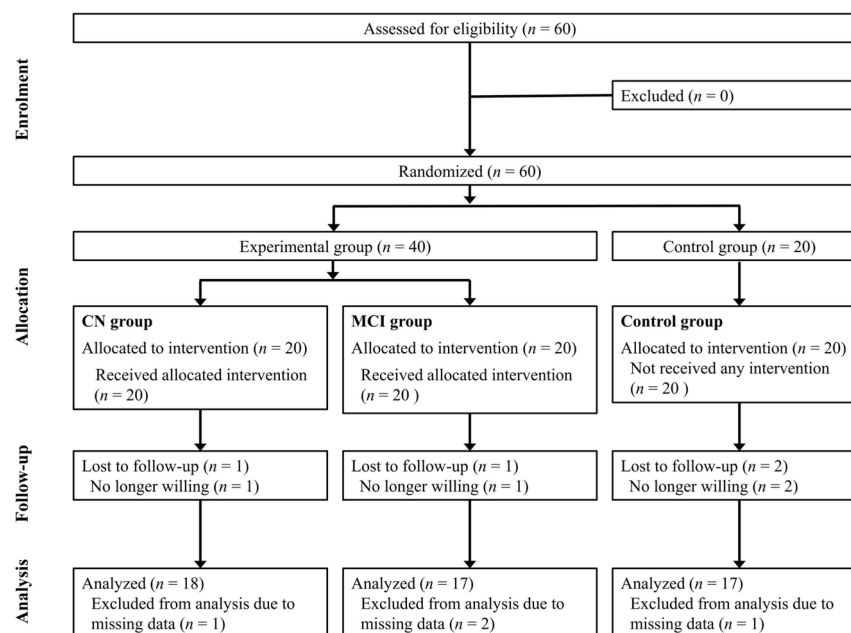 Enrolment
Assessed for eligibility (n = 60)
Excluded (n = 0)
Randomized (n = 60)
Allocation
Experimental group (n = 40)
Control group (n = 20)
CN group
Allocated to intervention (n = 20)
Received allocated intervention
(n = 20)
MCI group
Allocated to intervention (n = 20)
Received allocated intervention
(n = 20 )
Control group
Allocated to intervention (n = 20)
Not received any intervention
(n = 20 )
Follow-up
Lost to follow-up (n = 1)
No longer willing (n = 1)
Lost to follow-up (n = 1)
No longer willing (n = 1)
Lost to follow-up (n = 2)
No longer willing (n = 2)
Analysis
Analyzed (n = 18)
Excluded from analysis due to
missing data (n = 1)
Analyzed (n = 17)
Excluded from analysis due to
missing data (n = 2)
Analyzed (n = 17)
Excluded from analysis due to
missing data (n = 1)